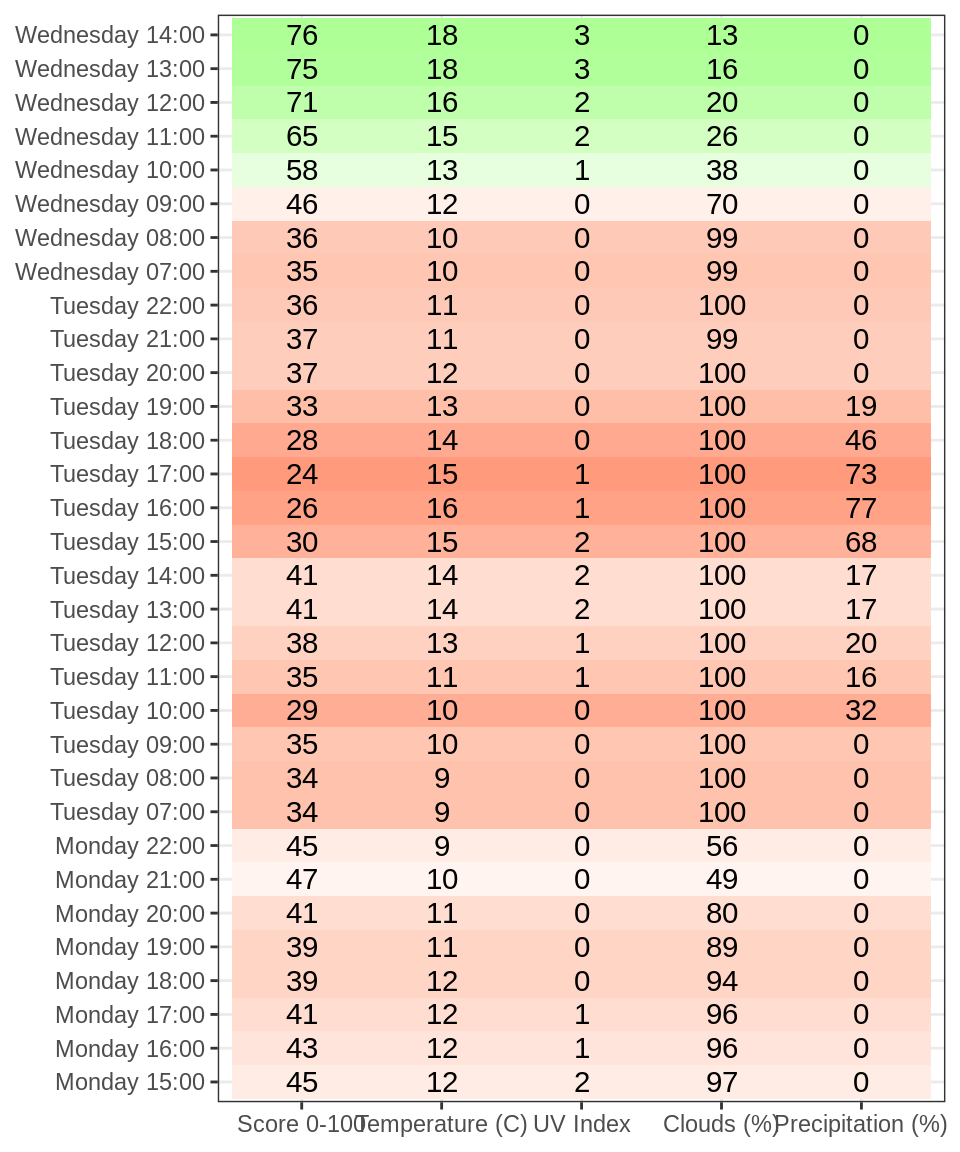 Wednesday 14:00 76 18 3 13 0
Wednesday 13:00 75 18 3 16 0
Wednesday 12:00 71 16 2 20 0
Wednesday 11:00 65 15 2 26 0
Wednesday 10:00 58 13 1 38 0
Wednesday 09:00 46 12 0 70 0
Wednesday 08:00 36 10 0 99 0
Wednesday 07:00 35 10 0 99 0
Tuesday 22:00 36 11 0 100 0
Tuesday 21:00 37 11 0 99 0
Tuesday 20:00 37 12 0 100 0
Tuesday 19:00 33 13 0 100 19
Tuesday 18:00 28 14 0 100 46
Tuesday 17:00 24 15 1 100 73
Tuesday 16:00 26 16 1 100 77
Tuesday 15:00 30 15 2 100 68
Tuesday 14:00 41 14 2 100 17
Tuesday 13:00 41 14 2 100 17
Tuesday 12:00 38 13 1 100 20
Tuesday 11:00 35 11 1 100 16
Tuesday 10:00 29 10 0 100 32
Tuesday 09:00 35 10 0 100 0
Tuesday 08:00 34 9 0 100 0
Tuesday 07:00 34 9 0 100 0
Monday 22:00 45 9 0 56 0
Monday 21:00 47 10 0 49 0
Monday 20:00 41 11 0 80 0
Monday 19:00 39 11 0 89 0
Monday 18:00 39 12 0 94 0
Monday 17:00 41 12 1 96 0
Monday 16:00 43 12 1 96 0
Monday 15:00 45 12 2 97 0
Score 0-100 Temperature (C) UV Index Clouds (%) Precipitation (%)